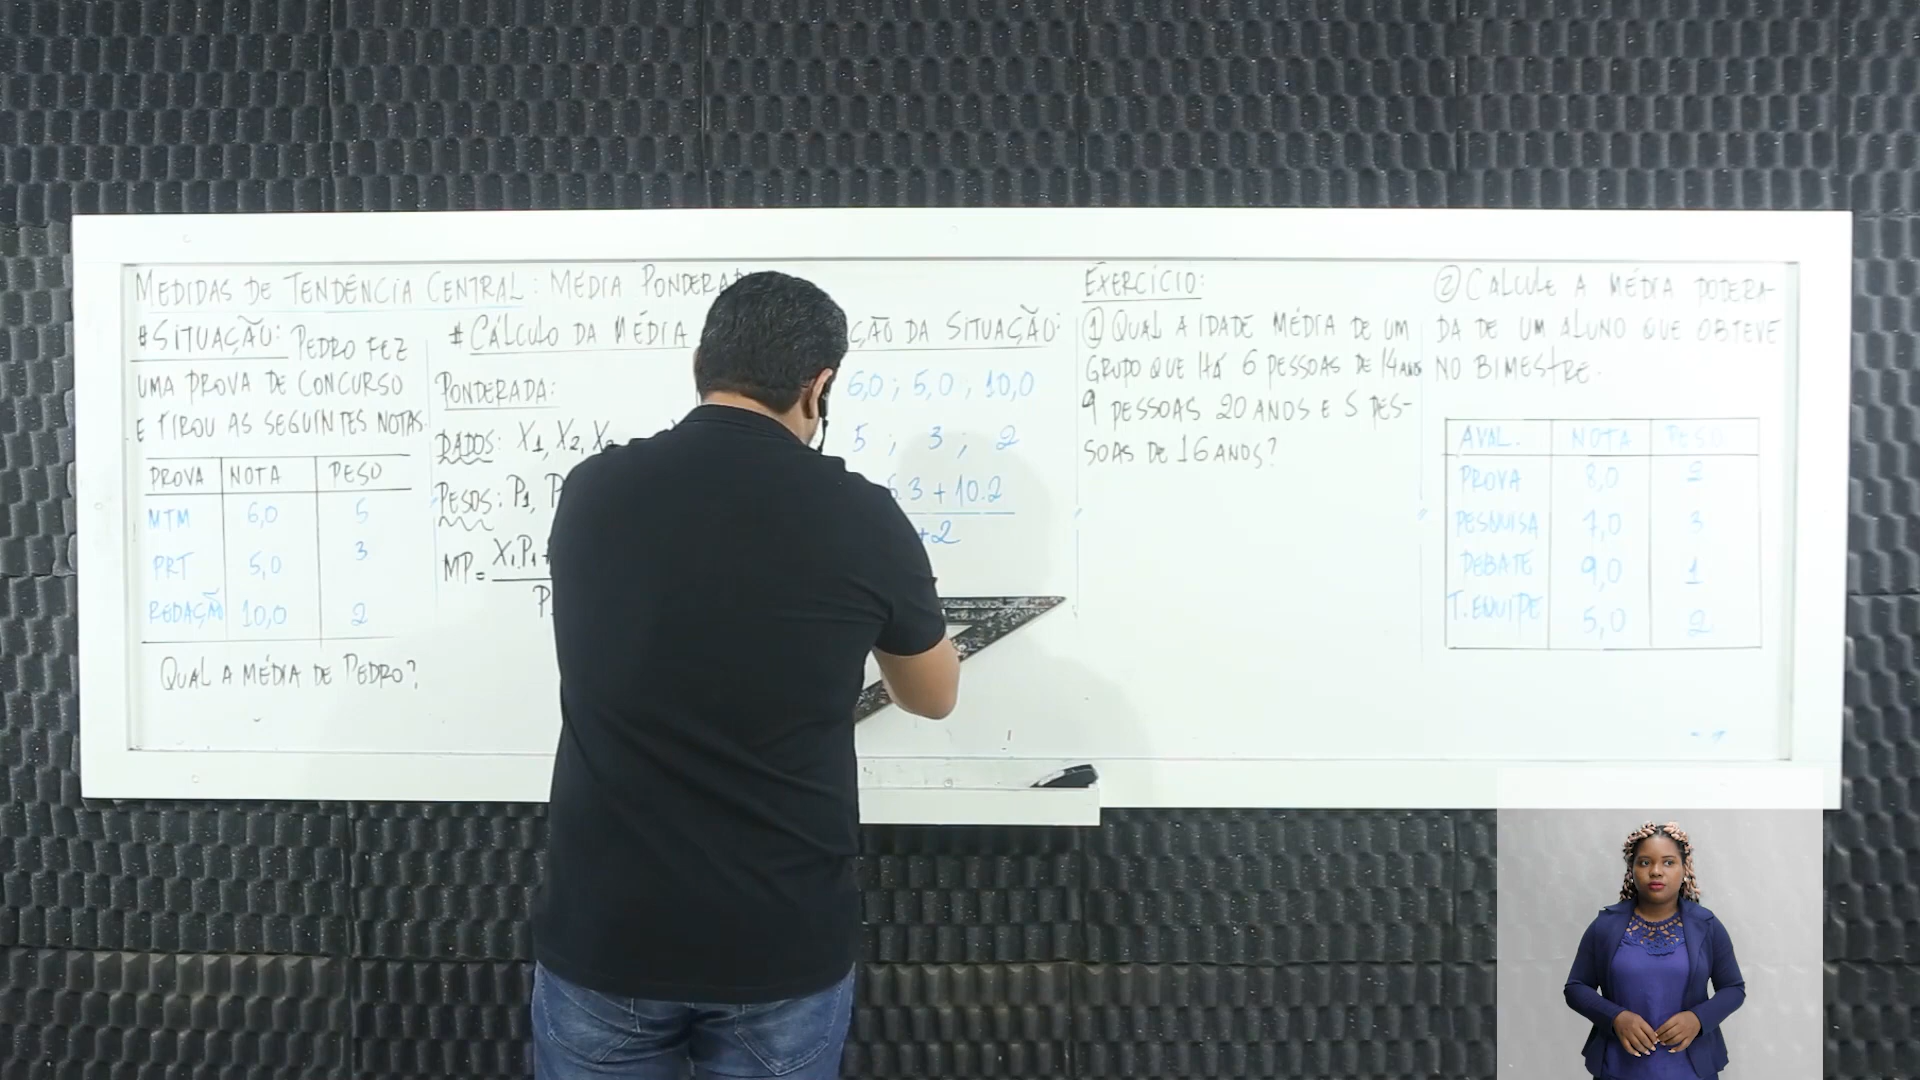 MEDIDAS DE TENDÊNCIA CENTRAL: MÉDIA
#SITUAÇÃO: PEDRO FEZ
UMA PROVA DE CONCURSO
E TIROU AS SEGUINTES NOTAS.
PROVA NOTA PESO
MTM 6,0 5
PRT 5,0 3
REDAÇÃO 10,0 2
QUAL A MÉDIA DE PEDRO?
# CÁLCULO DA MÉDIA
PONDERADA:
DADOS: X1, X2,
PESOS: P1,
MP= X1.P1+
DA SITUAÇÃO:
6,0 ; 5,0 ; 10,0
5 ; 3 ; 2
.3 + 10.2
+2
EXERCÍCIO:
① QUAL A IDADE MÉDIA DE UM
GRUPO QUE HÁ 6 PESSOAS DE 14 ANOS
9 PESSOAS 20 ANOS E 5 PES-
SOAS DE 16 ANOS?
② CALCULE A MÉDIA PODERA-
DA DE UM ALUNO QUE OBTEVE
NO BIMESTRE.
AVAL. NOTA PESO
PROVA 8,0 2
PESQUISA 7,0 3
DEBATE 9,0 1
T. EQUIPE 5,0 2